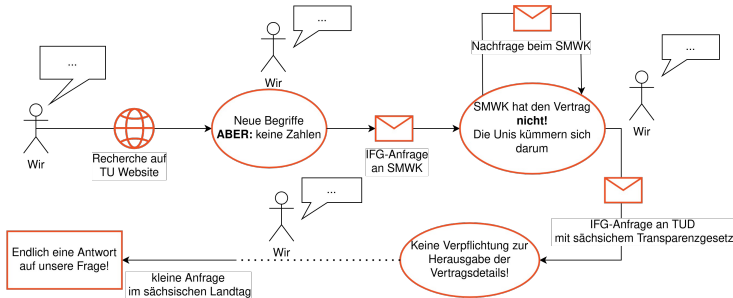 ...
Wir
Recherche auf
TU Website
...
Wir
Neue Begriffe
ABER: keine Zahlen
IFG-Anfrage
an SMWK
Nachfrage beim SMWK
SMWK hat den Vertrag
nicht!
Die Unis kümmern sich
darum
...
Wir
IFG-Anfrage an TUD
mit sächsichem Transparenzgesetz
Keine Verpflichtung zur
Herausgabe der
Vertragsdetails!
...
Wir
kleine Anfrage
im sächsischen Landtag
Endlich eine Antwort
auf unsere Frage!